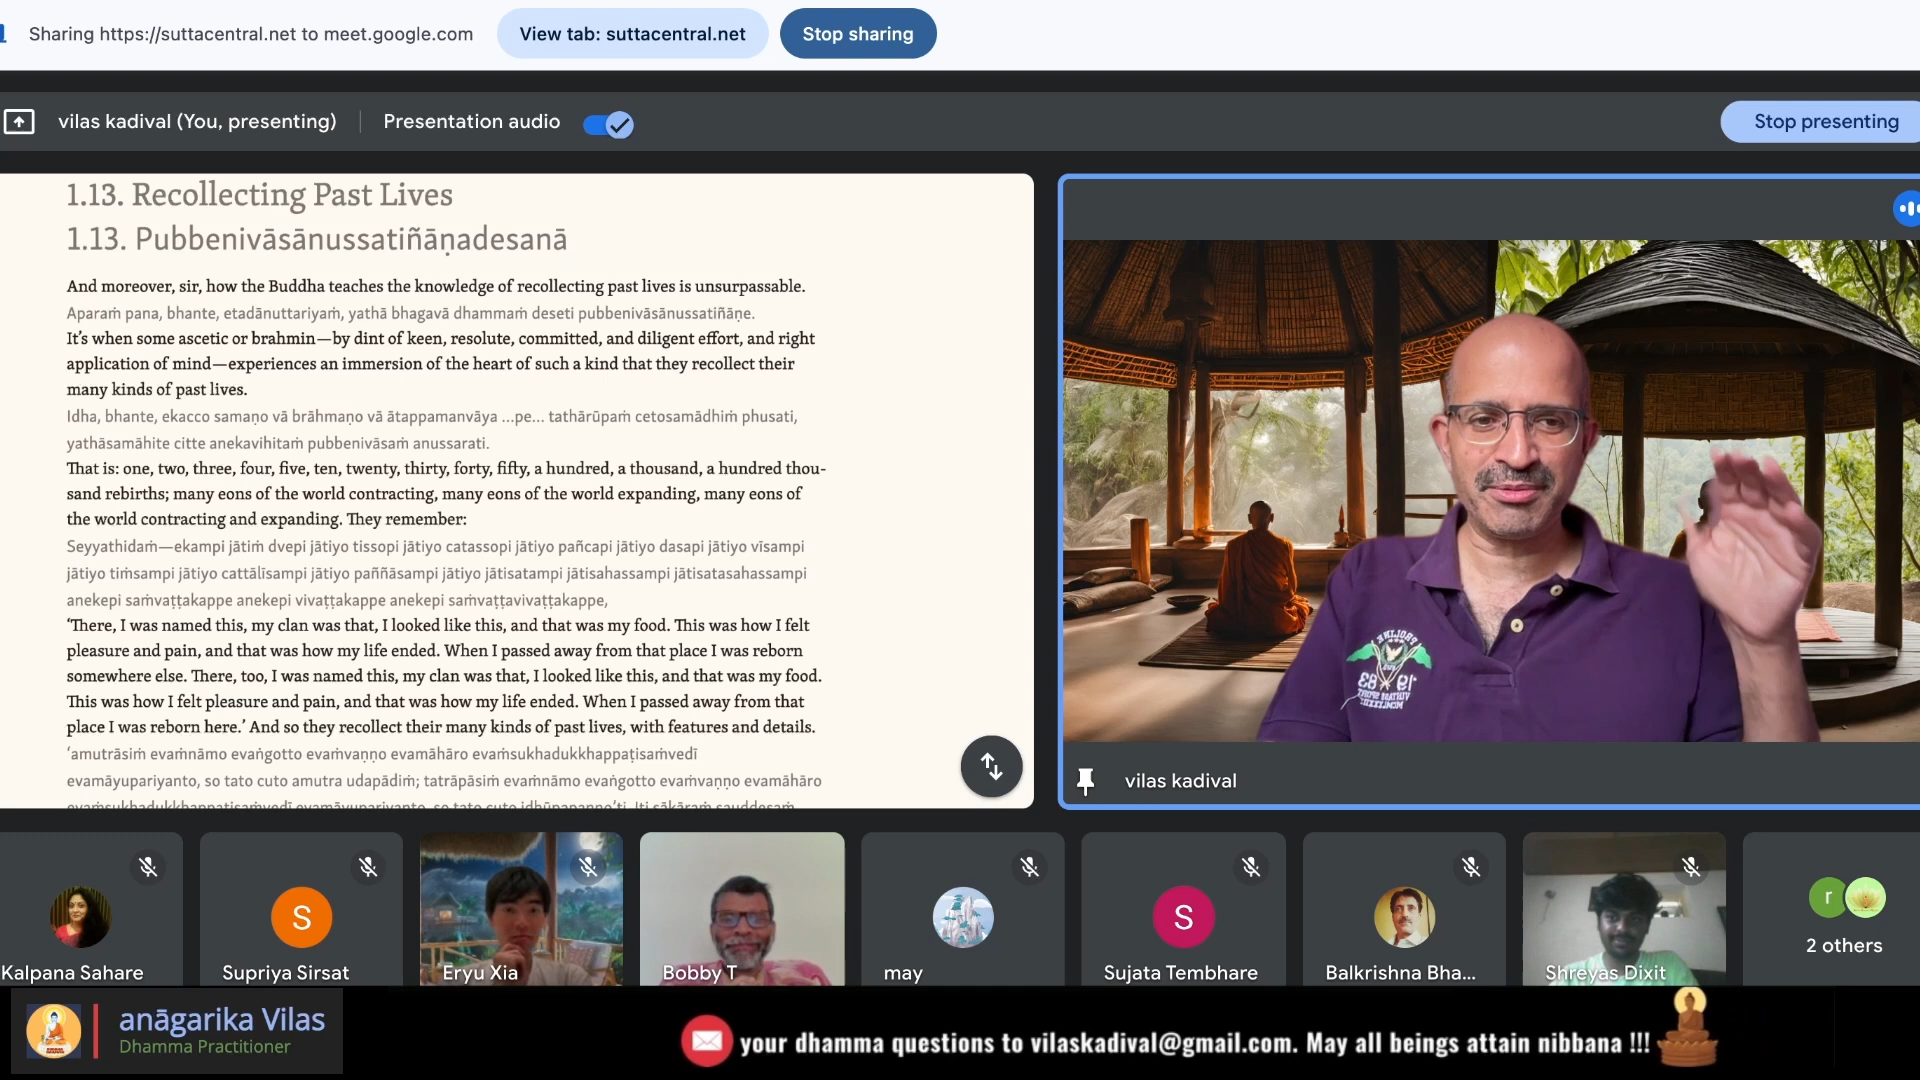 Sharing https://suttacentral.net to meet.google.com
View tab: suttacentral.net
Stop sharing
vilas kadival (You, presenting)
Presentation audio
Stop presenting
1.13. Recollecting Past Lives
1.13. Pubbenivāsānussatiñāṇadesanā
And moreover, sir, how the Buddha teaches the knowledge of recollecting past lives is unsurpassable.
Aparaṁ pana, bhante, etadānuttariyaṁ, yathā bhagavā dhammaṁ deseti pubbenivāsānussatiñāṇe.
It’s when some ascetic or brahmin—by dint of keen, resolute, committed, and diligent effort, and right
application of mind—experiences an immersion of the heart of such a kind that they recollect their
many kinds of past lives.
Idha, bhante, ekacco samaṇo vā brāhmaṇo vā ātappamanvāya …pe… tathārūpaṁ cetosamādhiṁ phusati,
yathāsamāhite citte anekavihitaṁ pubbenivāsaṁ anussarati.
That is: one, two, three, four, five, ten, twenty, thirty, forty, fifty, a hundred, a thousand, a hundred thou-
sand rebirths; many eons of the world contracting, many eons of the world expanding, many eons of
the world contracting and expanding. They remember:
Seyyathidaṁ—ekampi jātiṁ dvepi jātiyo tissopi jātiyo catassopi jātiyo pañcapi jātiyo dasapi jātiyo vīsampi
jātiyo tiṁsampi jātiyo cattālīsampi jātiyo paññāsampi jātiyo jātisatampi jātisahassampi jātisatasahassampi
anekepi saṁvaṭṭakappe anekepi vivaṭṭakappe anekepi saṁvaṭṭavivaṭṭakappe,
‘There, I was named this, my clan was that, I looked like this, and that was my food. This was how I felt
pleasure and pain, and that was how my life ended. When I passed away from that place I was reborn
somewhere else. There, too, I was named this, my clan was that, I looked like this, and that was my food.
This was how I felt pleasure and pain, and that was how my life ended. When I passed away from that
place I was reborn here.’ And so they recollect their many kinds of past lives, with features and details.
‘amutrāsiṁ evaṁnāmo evaṅgotto evaṁvaṇṇo evamāhāro evaṁsukhadukkhappaṭisaṁvedī
evamāyupariyanto, so tato cuto amutra udapādiṁ; tatrāpāsiṁ evaṁnāmo evaṅgotto evaṁvaṇṇo evamāhāro
evaṁsukhadukkhappaṭisaṁvedī evamāyupariyanto, so tato cuto idhūpapanno’ti. Iti sākāraṁ sauddesaṁ
vilas kadival
Kalpana Sahare
S
Supriya Sirsat
Eryu Xia
Bobby T
may
S
Sujata Tembhare
Balkrishna Bha...
Shreyas Dixit
r
2 others
anāgarika Vilas
Dhamma Practitioner
your dhamma questions to vilaskadival@gmail.com. May all beings attain nibbana !!!